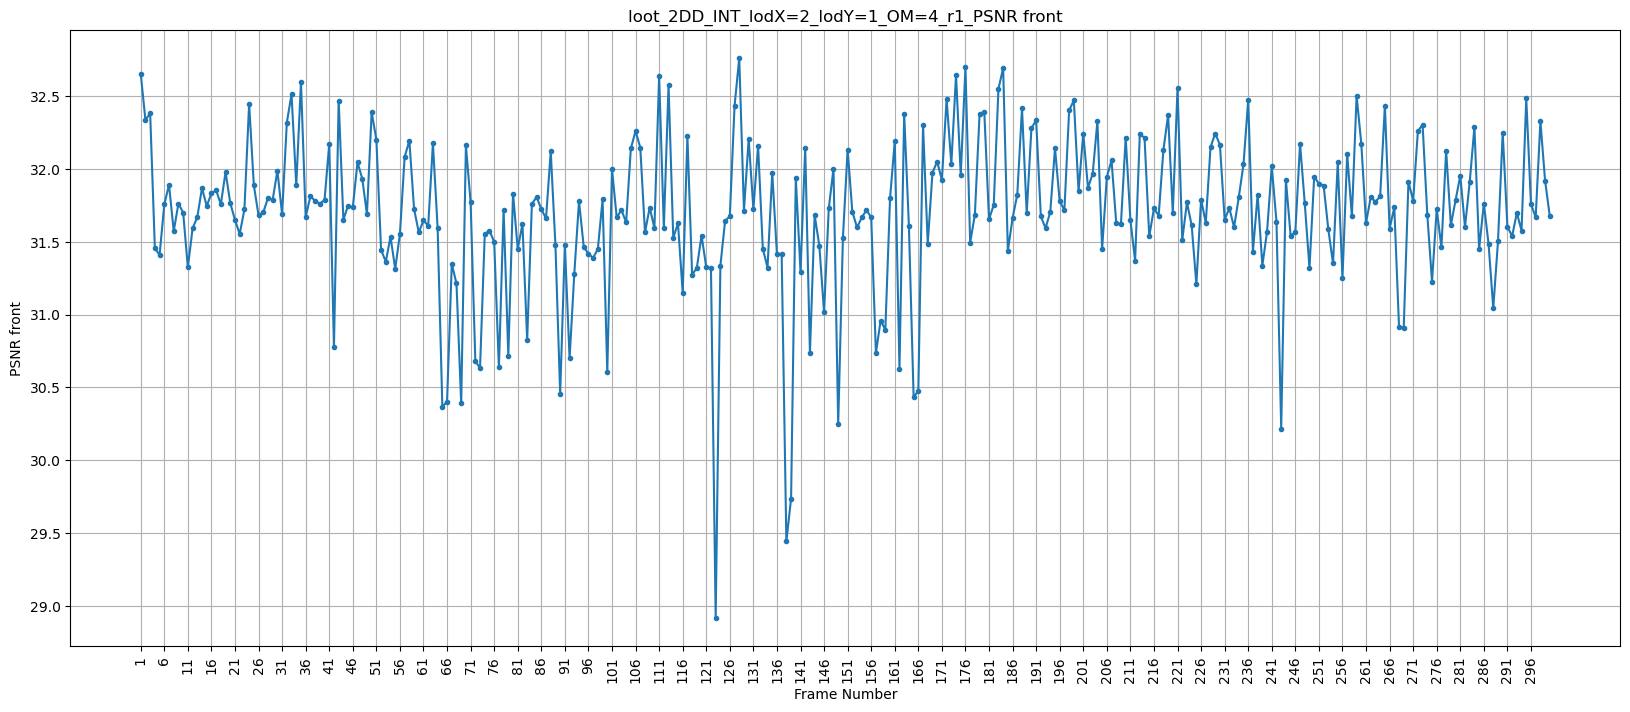 loot_2DD_INT_lodX=2_lodY=1_OM=4_r1_PSNR front
PSNR front
32.5
32.0
31.5
31.0
30.5
30.0
29.5
29.0
1 6 11 16 21 26 31 36 41 46 51 56 61 66 71 76 81 86 91 96 101 106 111 116 121 126 131 136 141 146 151 156 161 166 171 176 181 186 191 196 201 206 211 216 221 226 231 236 241 246 251 256 261 266 271 276 281 286 291 296
Frame Number